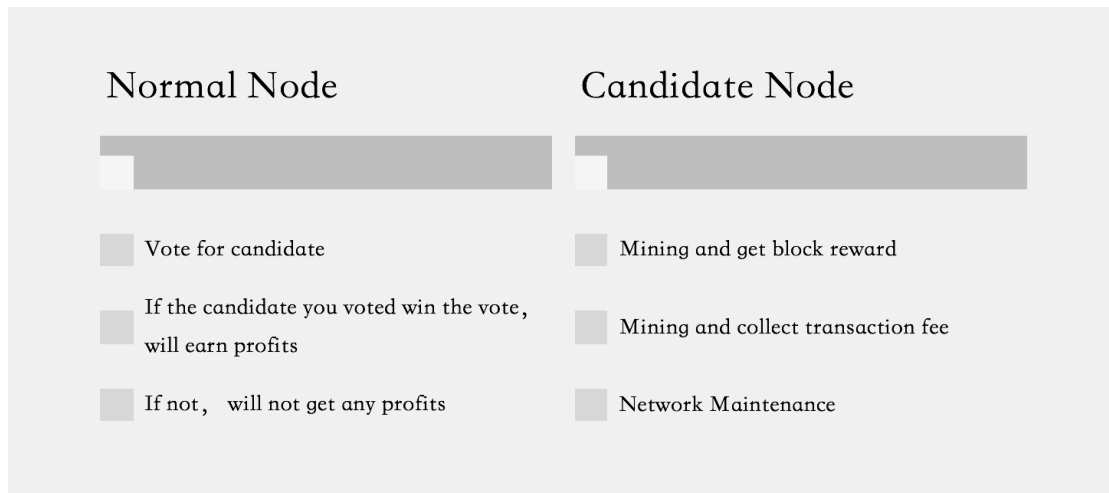 Normal Node
Vote for candidate
If the candidate you voted win the vote,
will earn profits
If not， will not get any profits
Candidate Node
Mining and get block reward
Mining and collect transaction fee
Network Maintenance